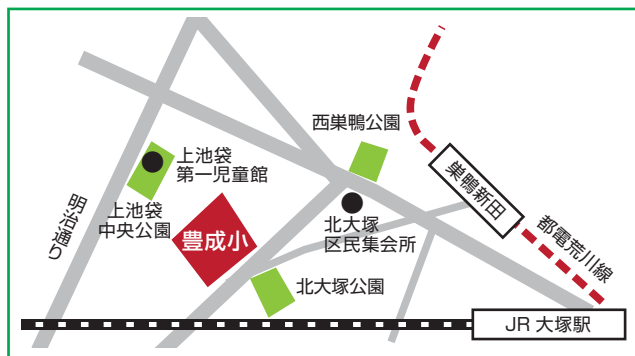 西巣鴨公園
上池袋
第一児童館
巣鴨新田
上池袋
中央公園
明治通り
豊成小
北大塚
区民集会所
都電荒川線
北大塚公園
JR 大塚駅